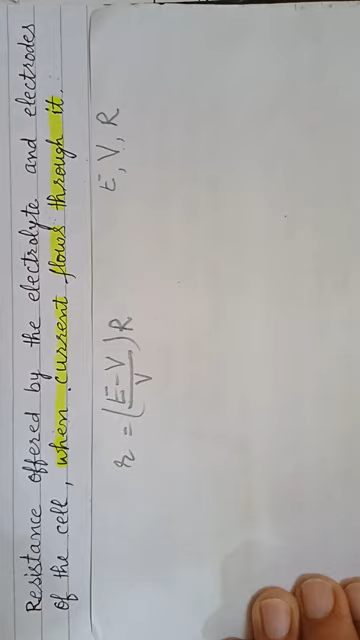 Resistance offered by the electrolyte and electrodes
of the cell, when current flows through it.
r = (E-V/V)R E, V, R